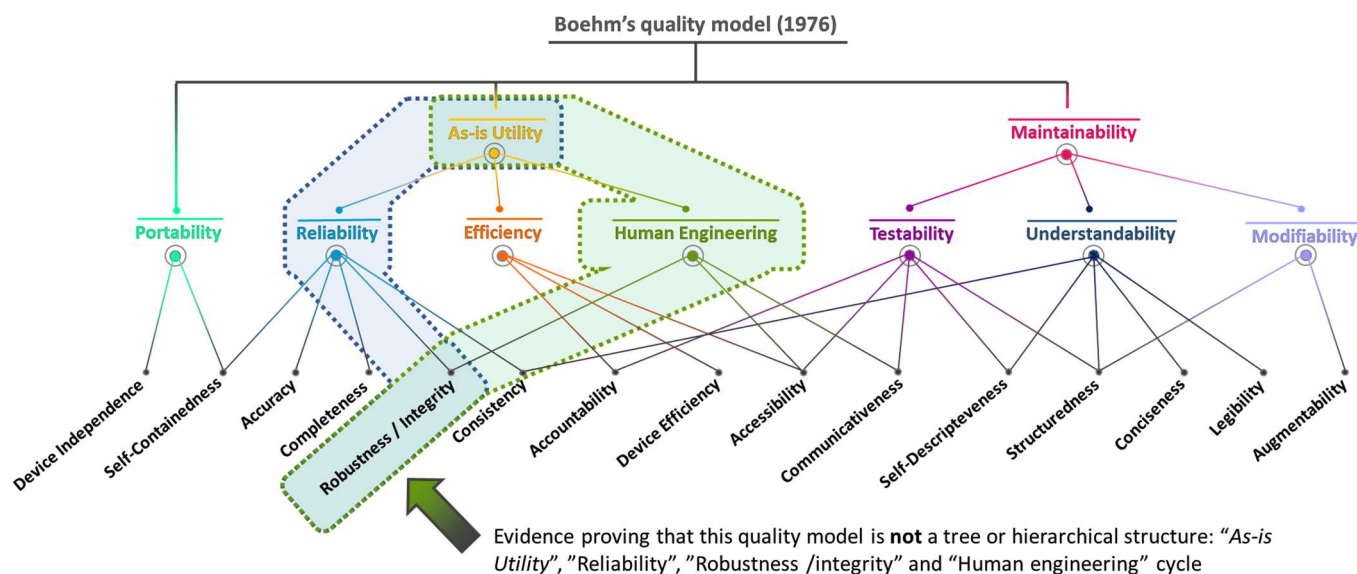 Boehm's quality model (1976)
As-is Utility
Maintainability
Portability
Reliability
Efficiency
Human Engineering
Testability
Understandability
Modifiability
Device Independence
Self-Containedness
Accuracy
Completeness
Robustness / Integrity
Consistency
Accountability
Device Efficiency
Accessibility
Communicativeness
Self-Descripteveness
Structuredness
Conciseness
Legibility
Augmentability
Evidence proving that this quality model is not a tree or hierarchical structure: “As-is
Utility”, ”Reliability”, ”Robustness /integrity” and “Human engineering” cycle